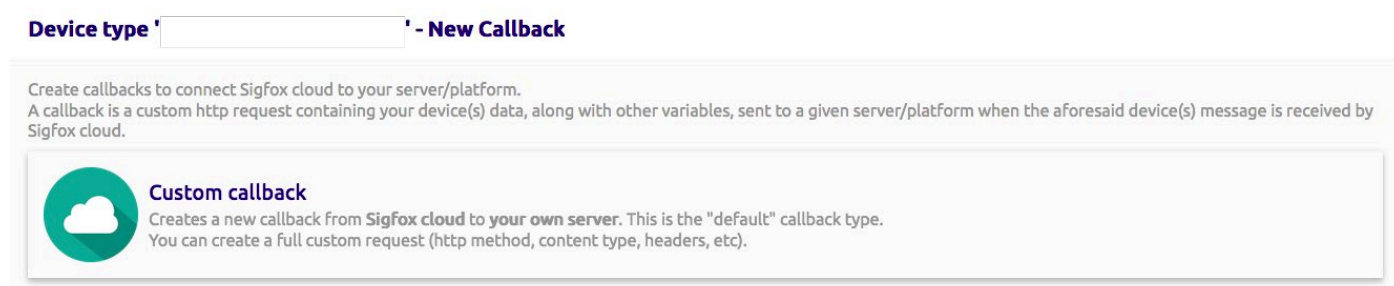 Device type ' ' - New Callback
Create callbacks to connect Sigfox cloud to your server/platform.
A callback is a custom http request containing your device(s) data, along with other variables, sent to a given server/platform when the aforesaid device(s) message is received by
Sigfox cloud.
Custom callback
Creates a new callback from Sigfox cloud to your own server. This is the "default" callback type.
You can create a full custom request (http method, content type, headers, etc).